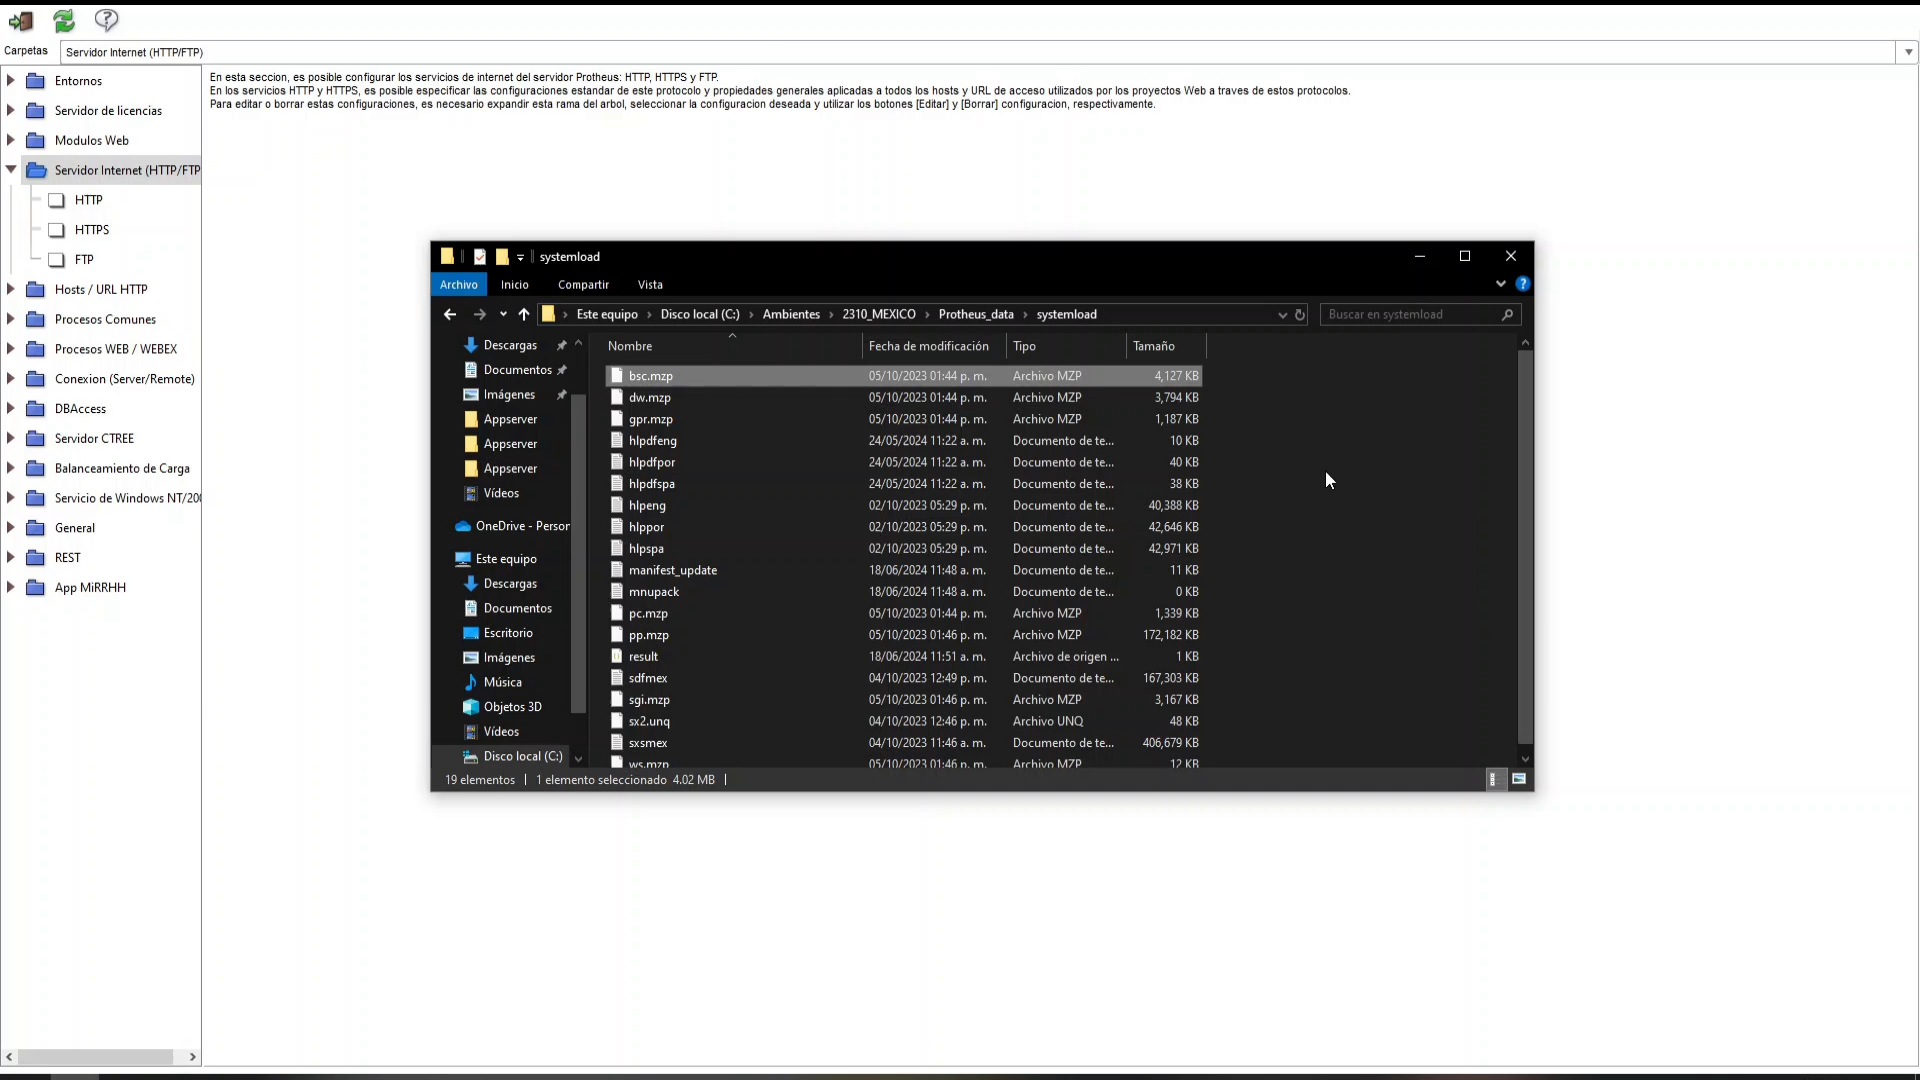 Carpetas
Servidor Internet (HTTP/FTP)
Entornos
Servidor de licencias
Modulos Web
Servidor Internet (HTTP/FTP
HTTP
HTTPS
FTP
Hosts / URL HTTP
Procesos Comunes
Procesos WEB / WEBEX
Conexion (Server/Remote)
DBAccess
Servidor CTREE
Balanceamiento de Carga
Servicio de Windows NT/200
General
REST
App MiRRHH
En esta seccion, es posible configurar los servicios de internet del servidor Protheus: HTTP, HTTPS y FTP.
En los servicios HTTP y HTTPS, es posible especificar las configuraciones estandar de este protocolo y propiedades generales aplicadas a todos los hosts y URL de acceso utilizados por los proyectos Web a traves de estos protocolos.
Para editar o borrar estas configuraciones, es necesario expandir esta rama del arbol, seleccionar la configuracion deseada y utilizar los botones [Editar] y [Borrar] configuracion, respectivamente.
systemload
Archivo Inicio Compartir Vista
Este equipo Disco local (C:) Ambientes 2310_MEXICO Protheus_data systemload
Buscar en systemload
Descargas
Documentos
Imágenes
Appserver
Appserver
Appserver
Vídeos
OneDrive - Person
Este equipo
Descargas
Documentos
Escritorio
Imágenes
Música
Objetos 3D
Vídeos
Disco local (C:)
Nombre Fecha de modificación Tipo Tamaño
bsc.mzp 05/10/2023 01:44 p. m. Archivo MZP 4,127 KB
dw.mzp 05/10/2023 01:44 p. m. Archivo MZP 3,794 KB
gpr.mzp 05/10/2023 01:44 p. m. Archivo MZP 1,187 KB
hlpdfeng 24/05/2024 11:22 a. m. Documento de te... 10 KB
hlpdfpor 24/05/2024 11:22 a. m. Documento de te... 40 KB
hlpdfspa 24/05/2024 11:22 a. m. Documento de te... 38 KB
hlpeng 02/10/2023 05:29 p. m. Documento de te... 40,388 KB
hlppor 02/10/2023 05:29 p. m. Documento de te... 42,646 KB
hlpspa 02/10/2023 05:29 p. m. Documento de te... 42,971 KB
manifest_update 18/06/2024 11:48 a. m. Documento de te... 11 KB
mnupack 18/06/2024 11:48 a. m. Documento de te... 0 KB
pc.mzp 05/10/2023 01:44 p. m. Archivo MZP 1,339 KB
pp.mzp 05/10/2023 01:46 p. m. Archivo MZP 172,182 KB
result 18/06/2024 11:51 a. m. Archivo de origen ... 1 KB
sdfmex 04/10/2023 12:49 p. m. Documento de te... 167,303 KB
sgi.mzp 05/10/2023 01:46 p. m. Archivo MZP 3,167 KB
sx2.unq 04/10/2023 12:46 p. m. Archivo UNQ 48 KB
sxsmex 04/10/2023 11:46 a. m. Documento de te... 406,679 KB
ws.mzp 05/10/2023 01:46 p. m. Archivo MZP 12 KB
19 elementos 1 elemento seleccionado 4.02 MB